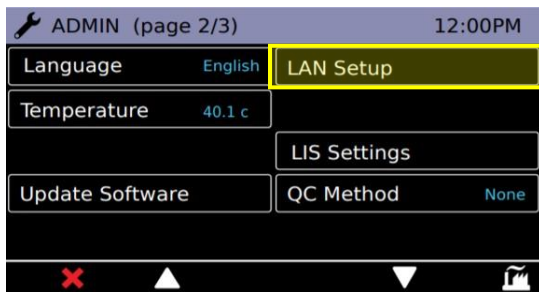 ADMIN (page 2/3) 12:00PM
Language English LAN Setup
Temperature 40.1 c
LIS Settings
Update Software QC Method None